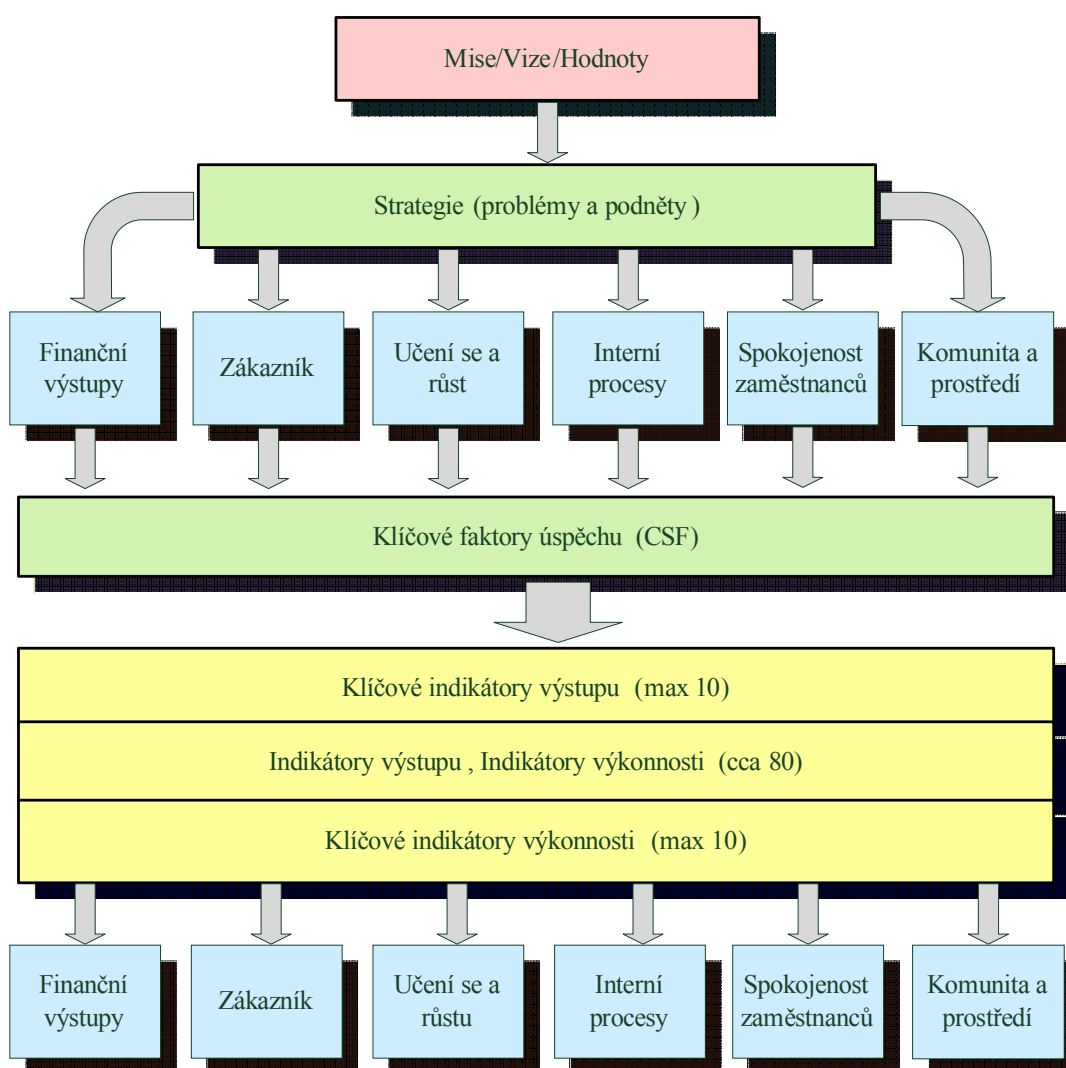 Mise/Vize/Hodnoty
Strategie (problémy a podněty )
Finanční
výstupy
Zákazník
Učení se a
růst
Interní
procesy
Spokojenost
zaměstnanců
Komunita a
prostředí
Klíčové faktory úspěchu (CSF)
Klíčové indikátory výstupu (max 10)
Indikátory výstupu , Indikátory výkonnosti (cca 80)
Klíčové indikátory výkonnosti (max 10)
Finanční
výstupy
Zákazník
Učení se a
růstu
Interní
procesy
Spokojenost
zaměstnanců
Komunita a
prostředí